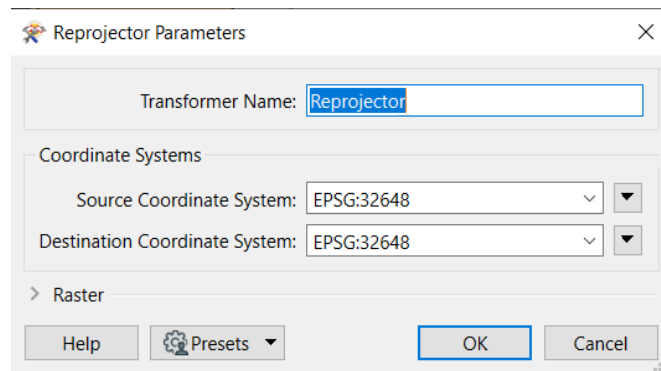 Reprojector Parameters
Transformer Name: Reprojector
Coordinate Systems
Source Coordinate System: EPSG:32648
Destination Coordinate System: EPSG:32648
Raster
Help Presets OK Cancel